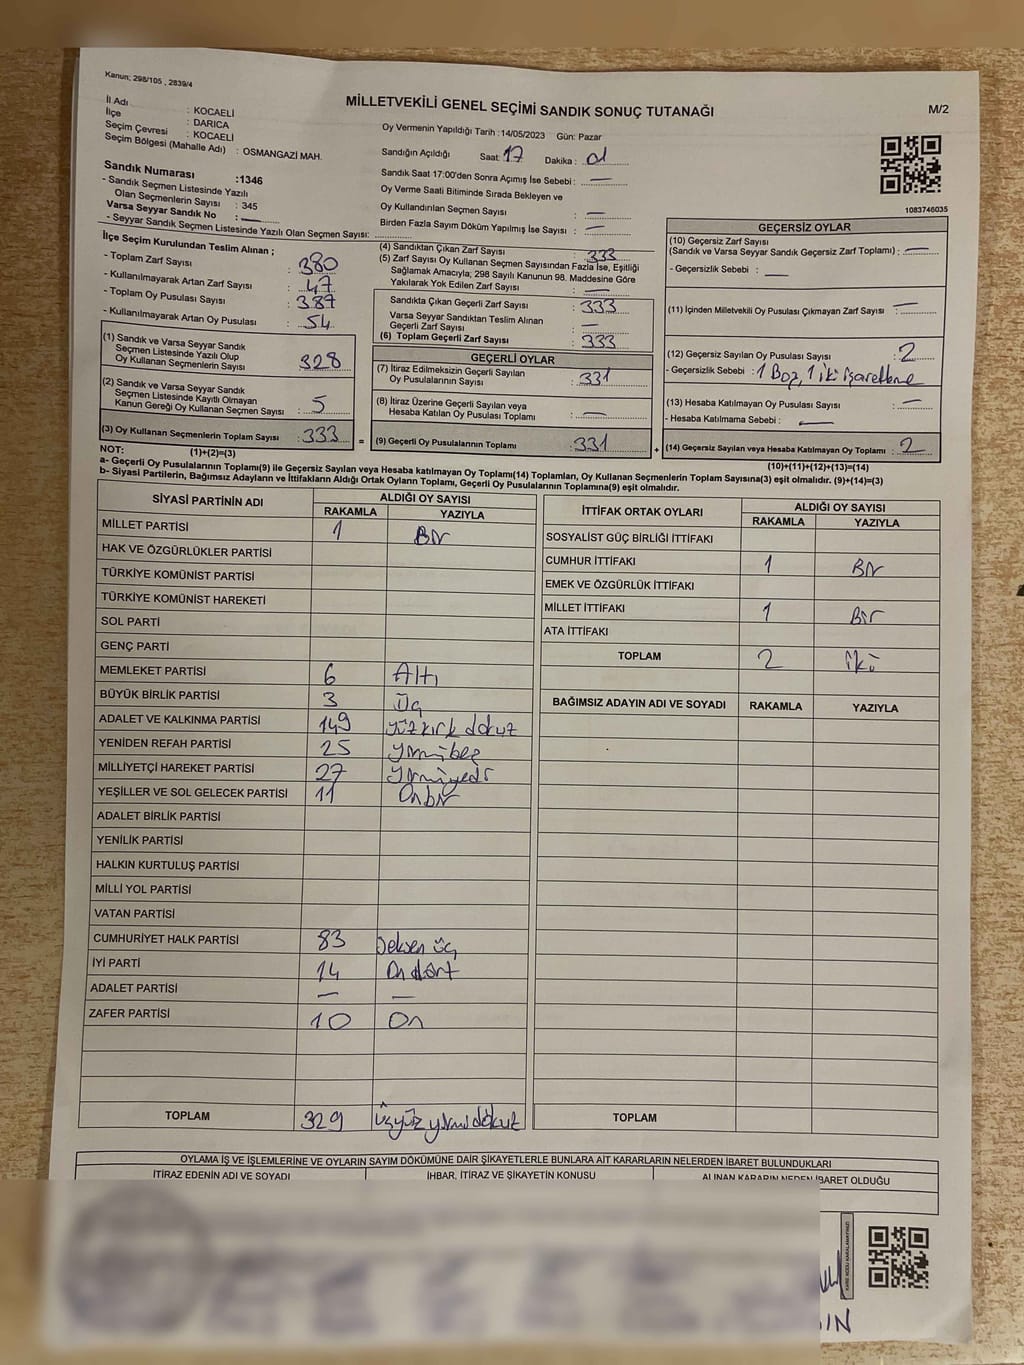 Kanun; 298/105 , 2839/4
MİLLETVEKİLİ GENEL SEÇİMİ SANDIK SONUÇ TUTANAĞI
M/2
İl Adı : KOCAELİ
İlçe : DARICA
Seçim Çevresi : KOCAELİ
Seçim Bölgesi (Mahalle Adı) : OSMANGAZİ MAH.
Sandık Numarası :1346
- Sandık Seçmen Listesinde Yazılı
Olan Seçmenlerin Sayısı : 345
Varsa Seyyar Sandık No : —
- Seyyar Sandık Seçmen Listesinde Yazılı Olan Seçmen Sayısı:
Oy Vermenin Yapıldığı Tarih : 14/05/2023 Gün: Pazar
Sandığın Açıldığı Saat: 17 Dakika :
Sandık Saat 17:00'den Sonra Açımış İse Sebebi : —
Oy Verme Saati Bitiminde Sırada Bekleyen ve
Oy Kullandırılan Seçmen Sayısı : —
Birden Fazla Sayım Döküm Yapılmış İse Sayısı : —
1083746035
İlçe Seçim Kurulundan Teslim Alınan ;
- Toplam Zarf Sayısı : 380
- Kullanılmayarak Artan Zarf Sayısı : 47
- Toplam Oy Pusulası Sayısı : 387
- Kullanılmayarak Artan Oy Pusulası : 54
(1) Sandık ve Varsa Seyyar Sandık
Seçmen Listesinde Yazılı Olup
Oy Kullanan Seçmenlerin Sayısı : 328
(2) Sandık ve Varsa Seyyar Sandık
Seçmen Listesinde Kayıtlı Olmayan
Kanun Gereği Oy Kullanan Seçmen Sayısı : 5
(3) Oy Kullanan Seçmenlerin Toplam Sayısı : 333 =
(1)+(2)=(3)
(4) Sandıktan Çıkan Zarf Sayısı : 333
(5) Zarf Sayısı Oy Kullanan Seçmen Sayısından Fazla İse, Eşitliği
Sağlamak Amacıyla; 298 Sayılı Kanunun 98. Maddesine Göre
Yakılarak Yok Edilen Zarf Sayısı : —
Sandıkta Çıkan Geçerli Zarf Sayısı : 333
Varsa Seyyar Sandıktan Teslim Alınan
Geçerli Zarf Sayısı : —
(6) Toplam Geçerli Zarf Sayısı : 333
GEÇERLİ OYLAR
(7) İtiraz Edilmeksizin Geçerli Sayılan
Oy Pusulalarının Sayısı : 331
(8) İtiraz Üzerine Geçerli Sayılan veya
Hesaba Katılan Oy Pusulası Toplamı : —
(9) Geçerli Oy Pusulalarının Toplamı : 331 +
GEÇERSİZ OYLAR
(10) Geçersiz Zarf Sayısı
(Sandık ve Varsa Seyyar Sandık Geçersiz Zarf Toplamı) : —
- Geçersizlik Sebebi : —
(11) İçinden Milletvekili Oy Pusulası Çıkmayan Zarf Sayısı : —
(12) Geçersiz Sayılan Oy Pusulası Sayısı : 2
- Geçersizlik Sebebi : 1 Boş, 1 iki işaretleme
(13) Hesaba Katılmayan Oy Pusulası Sayısı : —
- Hesaba Katılmama Sebebi : —
(14) Geçersiz Sayılan veya Hesaba Katılmayan Oy Toplamı : 2
(10)+(11)+(12)+(13)=(14)
NOT:
a- Geçerli Oy Pusulalarının Toplamı(9) ile Geçersiz Sayılan veya Hesaba katılmayan Oy Toplamı(14) Toplamları, Oy Kullanan Seçmenlerin Toplam Sayısına(3) eşit olmalıdır. (9)+(14)=(3)
b- Siyasi Partilerin, Bağımsız Adayların ve İttifakların Aldığı Ortak Oyların Toplamı, Geçerli Oy Pusulalarının Toplamına(9) eşit olmalıdır.
SİYASİ PARTİNİN ADI ALDIĞI OY SAYISI
RAKAMLA YAZIYLA
MİLLET PARTİSİ 1 Bir
HAK VE ÖZGÜRLÜKLER PARTİSİ
TÜRKİYE KOMÜNİST PARTİSİ
TÜRKİYE KOMÜNİST HAREKETİ
SOL PARTİ
GENÇ PARTİ
MEMLEKET PARTİSİ 6 Altı
BÜYÜK BİRLİK PARTİSİ 3 Üç
ADALET VE KALKINMA PARTİSİ 149 yüzkırk dokuz
YENİDEN REFAH PARTİSİ 25 yirmibeş
MİLLİYETÇİ HAREKET PARTİSİ 27 yirmiyedi
YEŞİLLER VE SOL GELECEK PARTİSİ 11 Onbir
ADALET BİRLİK PARTİSİ
YENİLİK PARTİSİ
HALKIN KURTULUŞ PARTİSİ
MİLLİ YOL PARTİSİ
VATAN PARTİSİ
CUMHURİYET HALK PARTİSİ 83 Seksen üç
İYİ PARTİ 14 On dört
ADALET PARTİSİ — —
ZAFER PARTİSİ 10 On
TOPLAM 329 üçyüz yirmi dokuz
İTTİFAK ORTAK OYLARI ALDIĞI OY SAYISI
RAKAMLA YAZIYLA
SOSYALİST GÜÇ BİRLİĞİ İTTİFAKI
CUMHUR İTTİFAKI 1 Bir
EMEK VE ÖZGÜRLÜK İTTİFAKI
MİLLET İTTİFAKI 1 Bir
ATA İTTİFAKI
TOPLAM 2 iki
BAĞIMSIZ ADAYIN ADI VE SOYADI RAKAMLA YAZIYLA
TOPLAM
OYLAMA İŞ VE İŞLEMLERİNE VE OYLARIN SAYIM DÖKÜMÜNE DAİR ŞİKAYETLERLE BUNLARA AİT KARARLARIN NELERDEN İBARET BULUNDUKLARI
İTİRAZ EDENİN ADI VE SOYADI İHBAR, İTİRAZ VE ŞİKAYETİN KONUSU ALINAN KARARIN NEDEN İBARET OLDUĞU